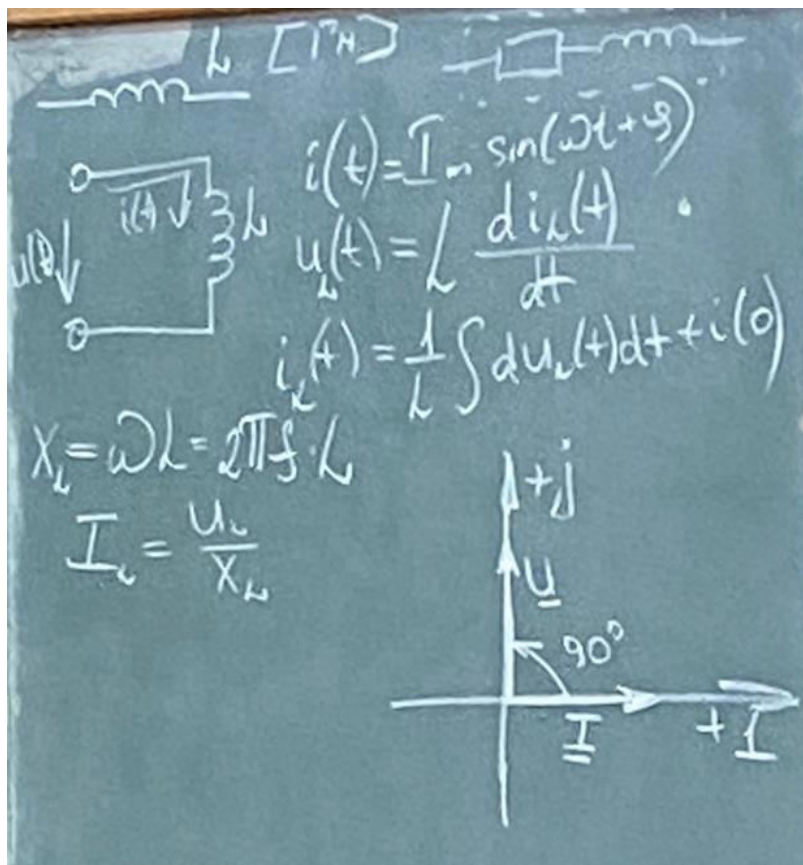 L [Гн]
i(t) = I_m sin(ωt+φ)
i(t) L
u(t)
u_L(t) = L di_L(t)/dt
i_L(t) = 1/L ∫ du_L(t)dt + i(0)
X_L = ωL = 2πf·L
I_L = U_L/X_L
+j
U
90°
I
+1